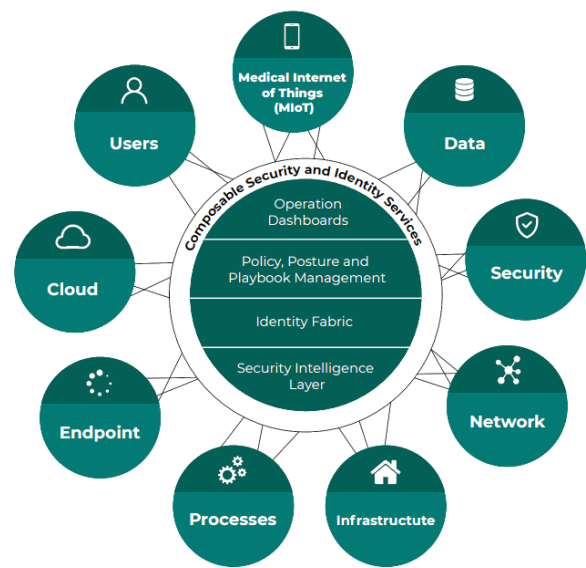 Medical Internet
of Things
(MIoT)
Users
Data
Composable Security and Identity Services
Operation
Dashboards
Policy, Posture and
Playbook Management
Identity Fabric
Security Intelligence
Layer
Cloud
Security
Endpoint
Network
Processes
Infrastructute